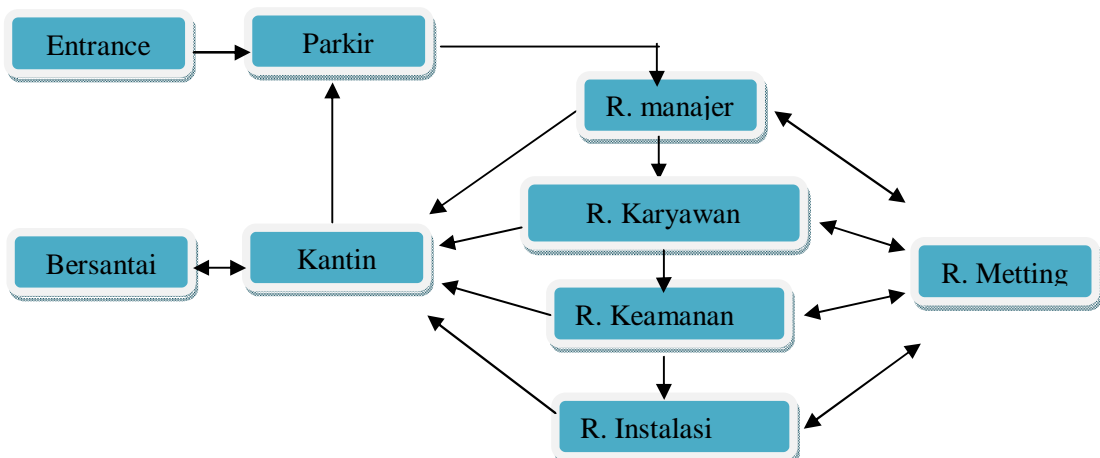 Entrance
Parkir
R. manajer
R. Karyawan
Bersantai
Kantin
R. Metting
R. Keamanan
R. Instalasi